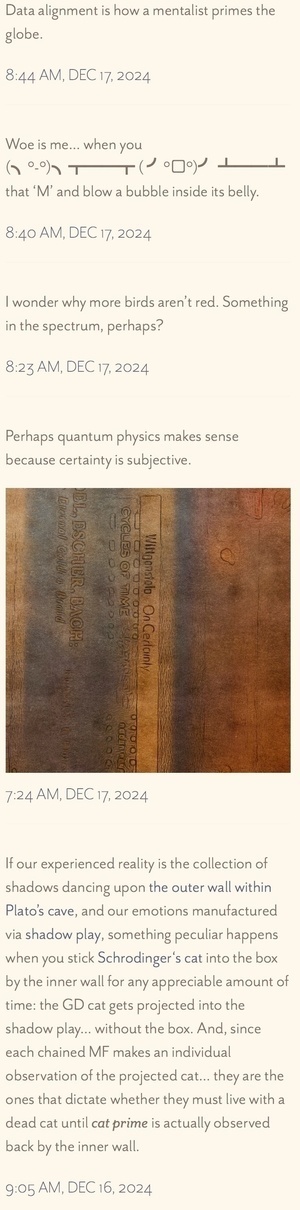 Data alignment is how a mentalist primes the
globe.
8:44 AM, DEC 17, 2024
Woe is me... when you
(╮°-°)╮┳━━┳ (╯°□°)╯ ┻━━┻
that ‘M’ and blow a bubble inside its belly.
8:40 AM, DEC 17, 2024
I wonder why more birds aren’t red. Something
in the spectrum, perhaps?
8:23 AM, DEC 17, 2024
Perhaps quantum physics makes sense
because certainty is subjective.
ESCHER, BACH:
CYCLES OF TIME
On Certainty
7:24 AM, DEC 17, 2024
If our experienced reality is the collection of
shadows dancing upon the outer wall within
Plato’s cave, and our emotions manufactured
via shadow play, something peculiar happens
when you stick Schrodinger‘s cat into the box
by the inner wall for any appreciable amount of
time: the GD cat gets projected into the
shadow play... without the box. And, since
each chained MF makes an individual
observation of the projected cat... they are the
ones that dictate whether they must live with a
dead cat until cat prime is actually observed
back by the inner wall.
9:05 AM, DEC 16, 2024